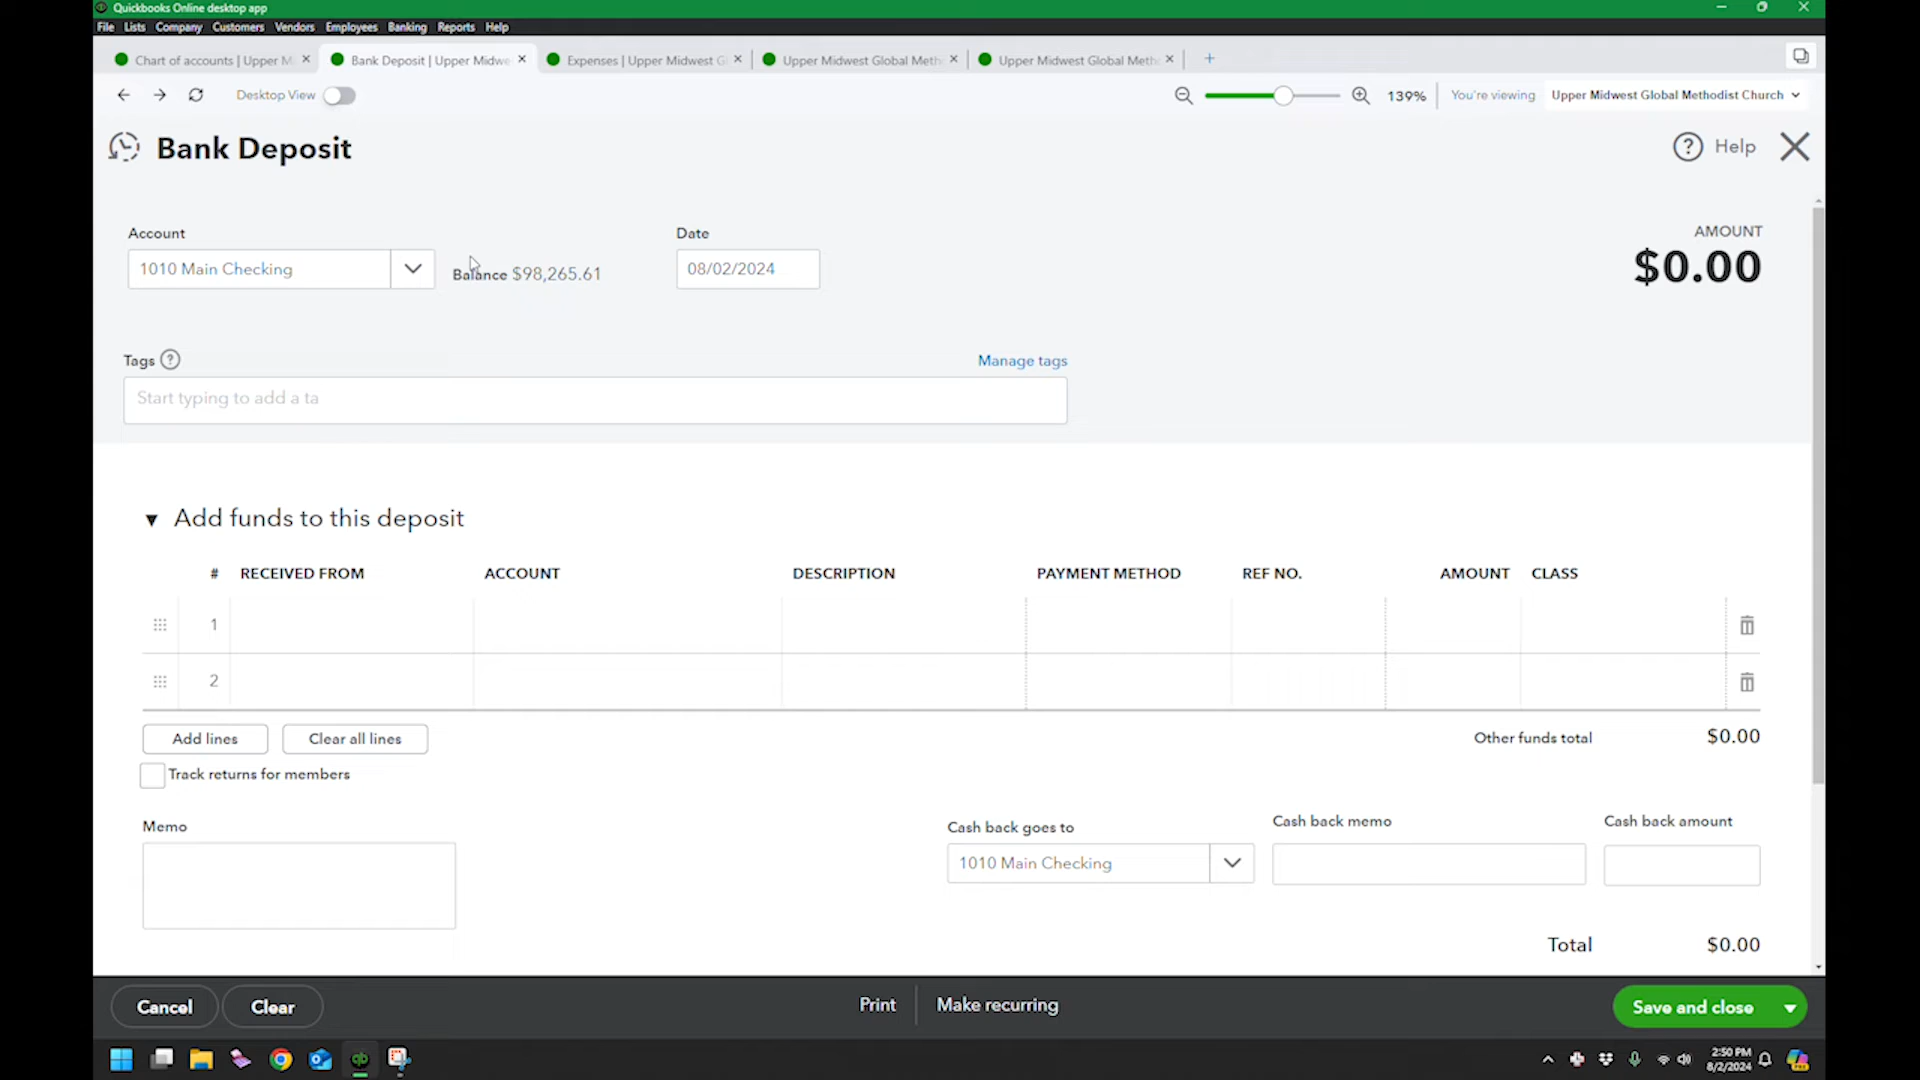 Quickbooks Online desktop app
File Lists Company Customers Vendors Employees Banking Reports Help
Chart of accounts | Upper M
Bank Deposit | Upper Midwe
Expenses | Upper Midwest G
Upper Midwest Global Meth
Upper Midwest Global Meth
Desktop View
139%
You're viewing
Upper Midwest Global Methodist Church
Bank Deposit
Help
Account
Date
AMOUNT
1010 Main Checking
Balance $98,265.61
08/02/2024
$0.00
Tags
Manage tags
Start typing to add a ta
Add funds to this deposit
# RECEIVED FROM ACCOUNT DESCRIPTION PAYMENT METHOD REF NO. AMOUNT CLASS
1
2
Add lines
Clear all lines
Other funds total $0.00
Track returns for members
Memo
Cash back goes to
Cash back memo
Cash back amount
1010 Main Checking
Total $0.00
Cancel
Clear
Print
Make recurring
Save and close
2:50 PM
8/2/2024